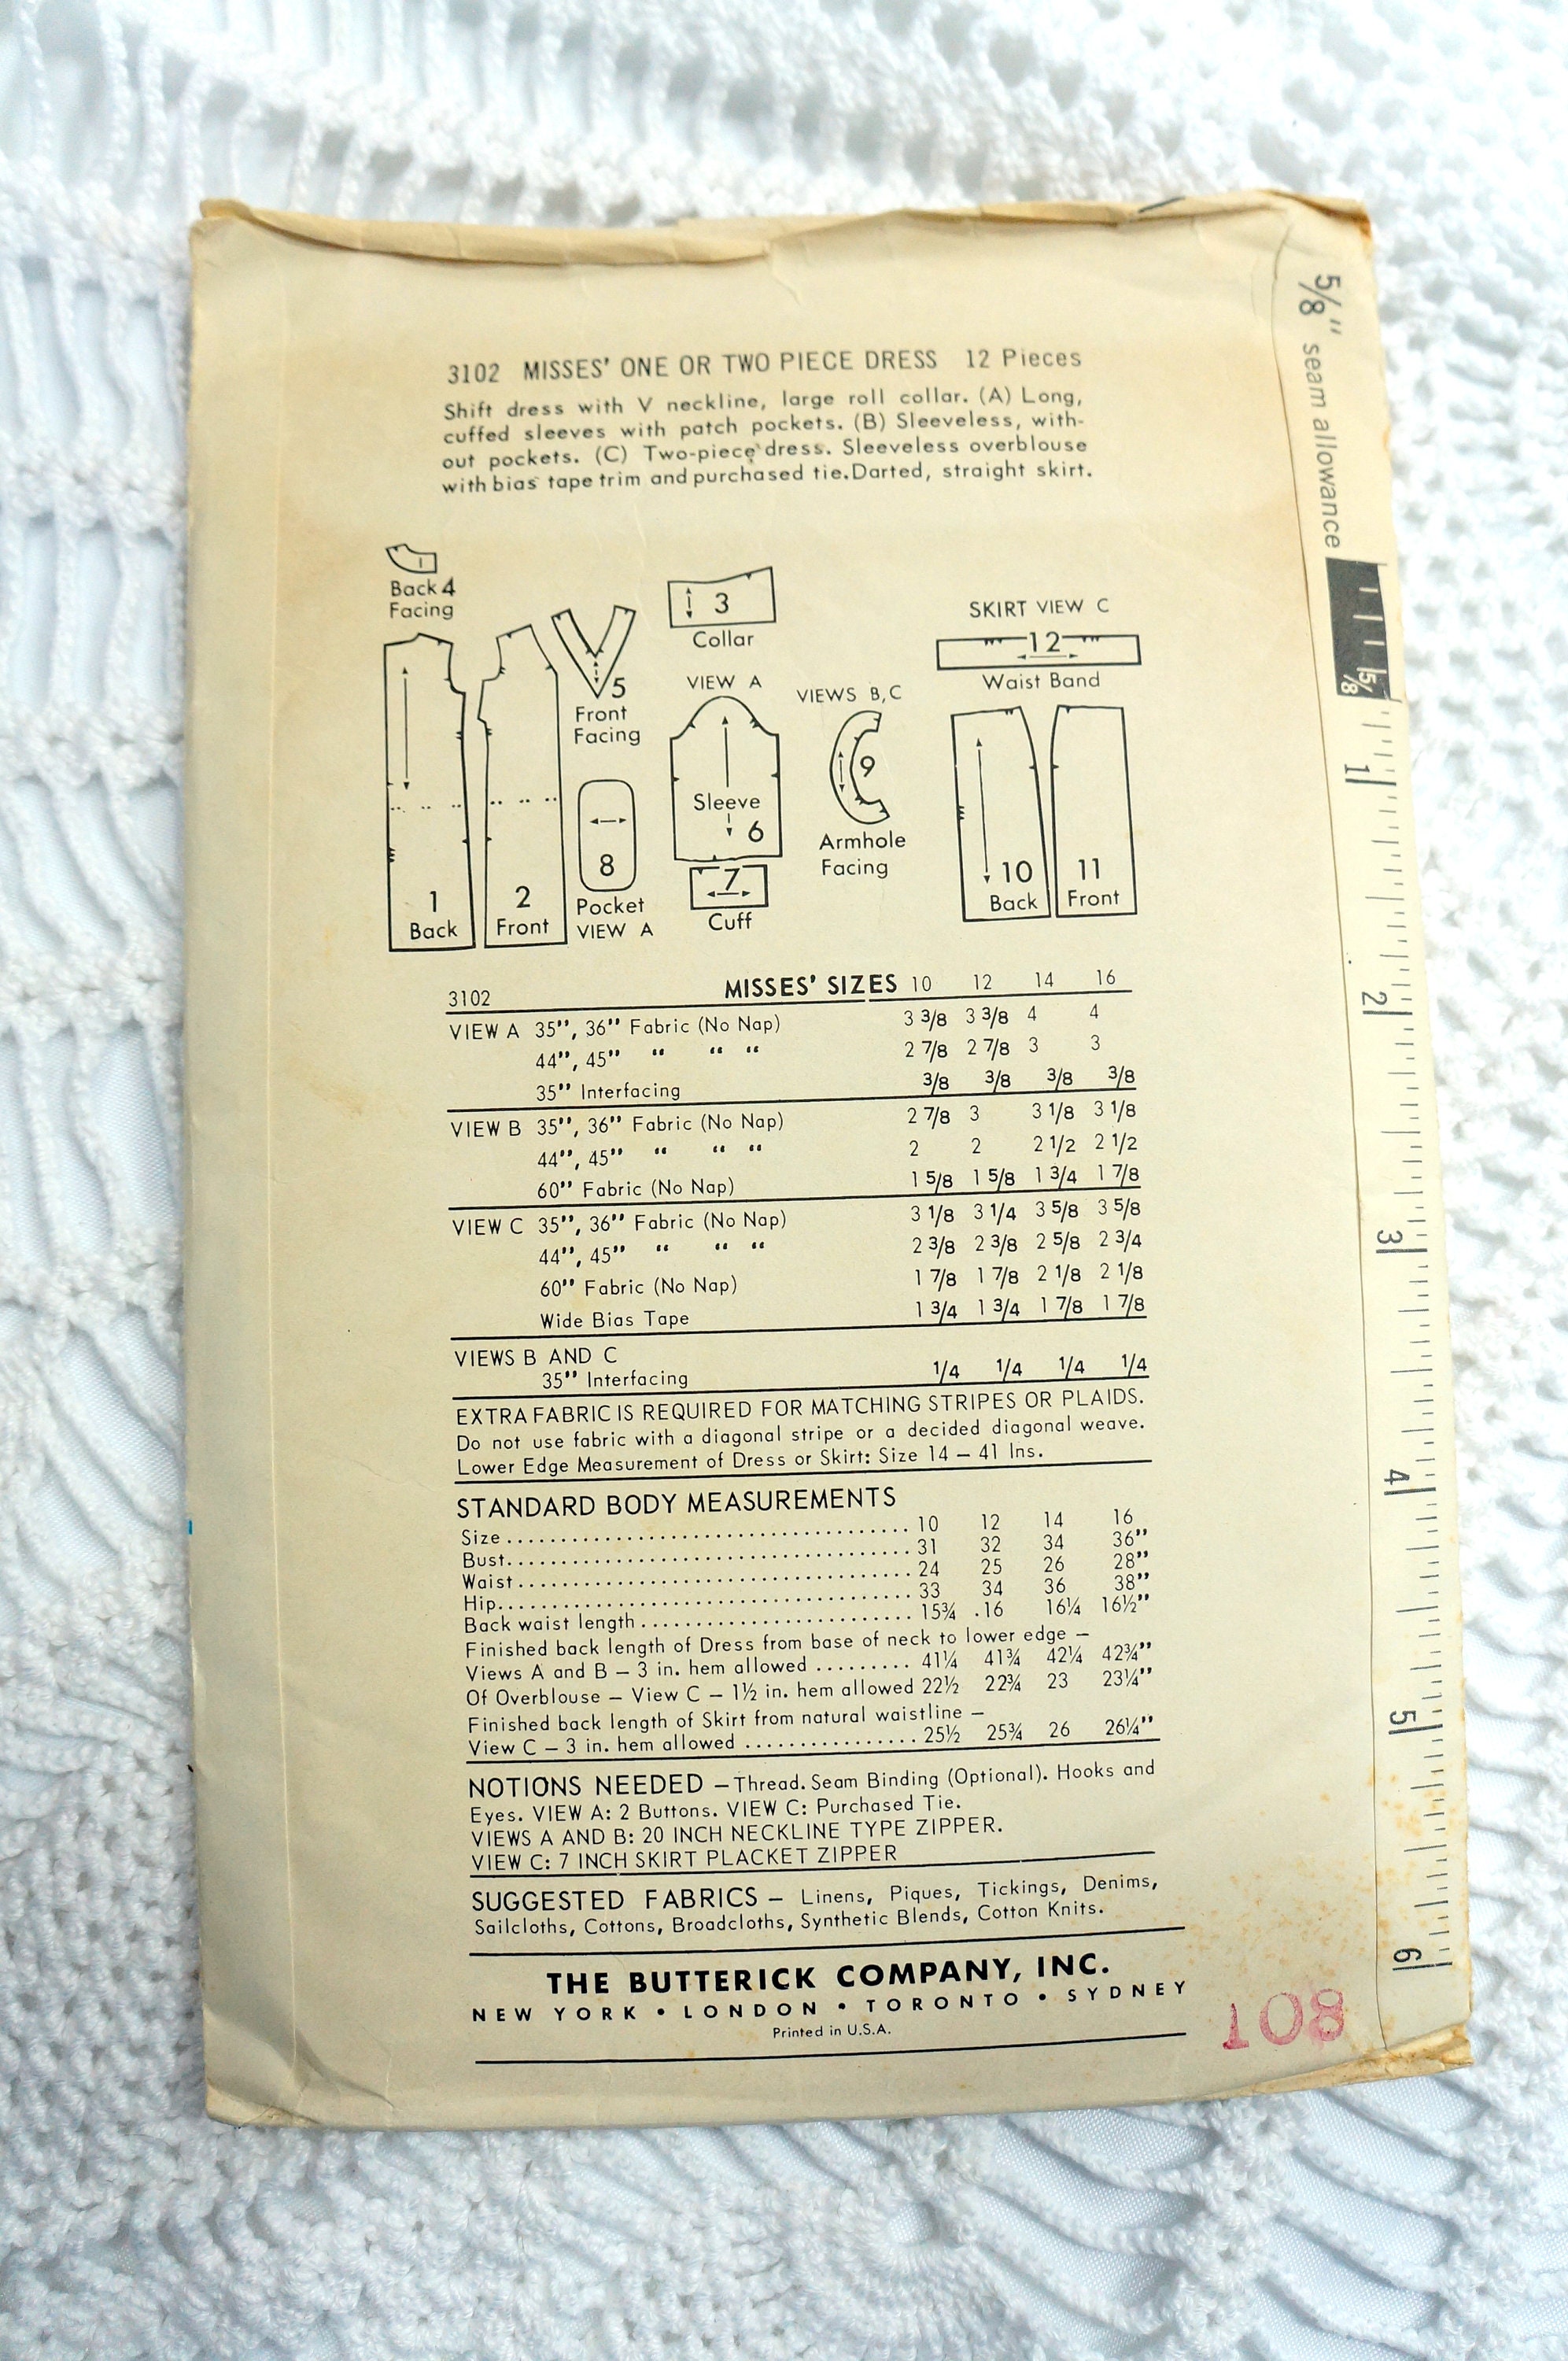 3102 MISSES' ONE OR TWO PIECE DRESS 12 Pieces
Shift dress with V neckline, large roll collar. (A) Long,
cuffed sleeves with patch pockets. (B) Sleeveless, with-
out pockets. (C) Two-piece dress. Sleeveless overblouse
with bias tape trim and purchased tie. Darted, straight skirt.
5/8" seam allowance
Back 4
Facing
3
Collar
SKIRT VIEW C
12
Waist Band
5
Front
Facing
VIEW A
VIEWS B, C
Sleeve
6
9
Armhole
Facing
8
Pocket
VIEW A
7
Cuff
1
Back
2
Front
10
Back
11
Front
3102 MISSES' SIZES 10 12 14 16
VIEW A 35", 36" Fabric (No Nap) 3 3/8 3 3/8 4 4
44", 45" " " " 2 7/8 2 7/8 3 3
35" Interfacing 3/8 3/8 3/8 3/8
VIEW B 35", 36" Fabric (No Nap) 2 7/8 3 3 1/8 3 1/8
44", 45" " " " 2 2 2 1/2 2 1/2
60" Fabric (No Nap) 1 5/8 1 5/8 1 3/4 1 7/8
VIEW C 35", 36" Fabric (No Nap) 3 1/8 3 1/4 3 5/8 3 5/8
44", 45" " " " 2 3/8 2 3/8 2 5/8 2 3/4
60" Fabric (No Nap) 1 7/8 1 7/8 2 1/8 2 1/8
Wide Bias Tape 1 3/4 1 3/4 1 7/8 1 7/8
VIEWS B AND C
35" Interfacing 1/4 1/4 1/4 1/4
EXTRA FABRIC IS REQUIRED FOR MATCHING STRIPES OR PLAIDS.
Do not use fabric with a diagonal stripe or a decided diagonal weave.
Lower Edge Measurement of Dress or Skirt: Size 14 – 41 Ins.
STANDARD BODY MEASUREMENTS
Size........................................ 10 12 14 16
Bust........................................ 31 32 34 36"
Waist....................................... 24 25 26 28"
Hip......................................... 33 34 36 38"
Back waist length........................... 15¾ .16 16¼ 16½"
Finished back length of Dress from base of neck to lower edge –
Views A and B – 3 in. hem allowed ......... 41¼ 41¾ 42¼ 42¾"
Of Overblouse – View C – 1½ in. hem allowed 22½ 22¾ 23 23¼"
Finished back length of Skirt from natural waistline –
View C – 3 in. hem allowed ................ 25½ 25¾ 26 26¼"
NOTIONS NEEDED – Thread. Seam Binding (Optional). Hooks and
Eyes. VIEW A: 2 Buttons. VIEW C: Purchased Tie.
VIEWS A AND B: 20 INCH NECKLINE TYPE ZIPPER.
VIEW C: 7 INCH SKIRT PLACKET ZIPPER
SUGGESTED FABRICS – Linens, Piques, Tickings, Denims,
Sailcloths, Cottons, Broadcloths, Synthetic Blends, Cotton Knits.
THE BUTTERICK COMPANY, INC.
NEW YORK • LONDON • TORONTO • SYDNEY
Printed in U.S.A.
108
5/8
1
2
3
4
5
6